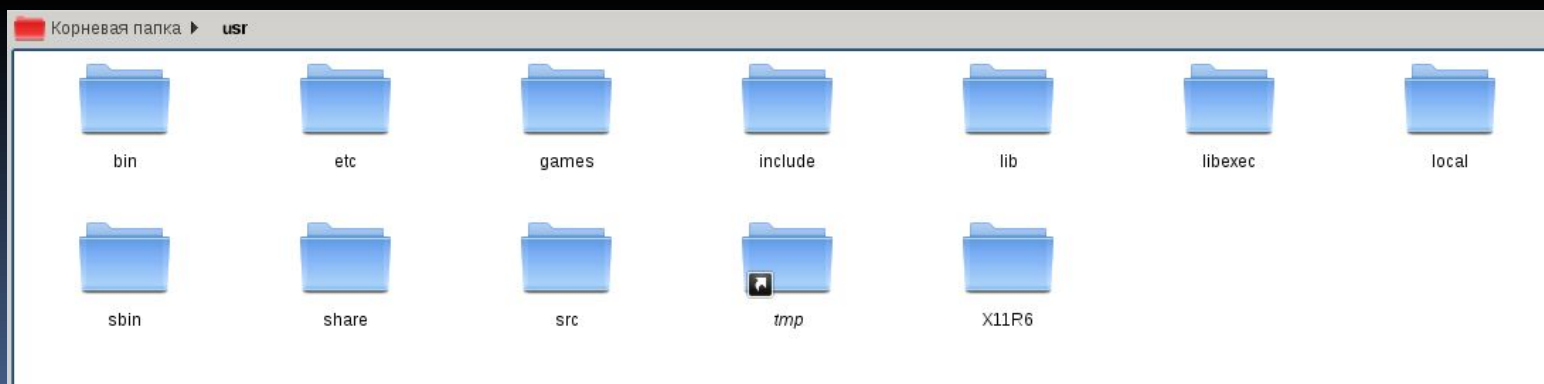 Корневая папка usr
bin etc games include lib libexec local
sbin share src tmp X11R6